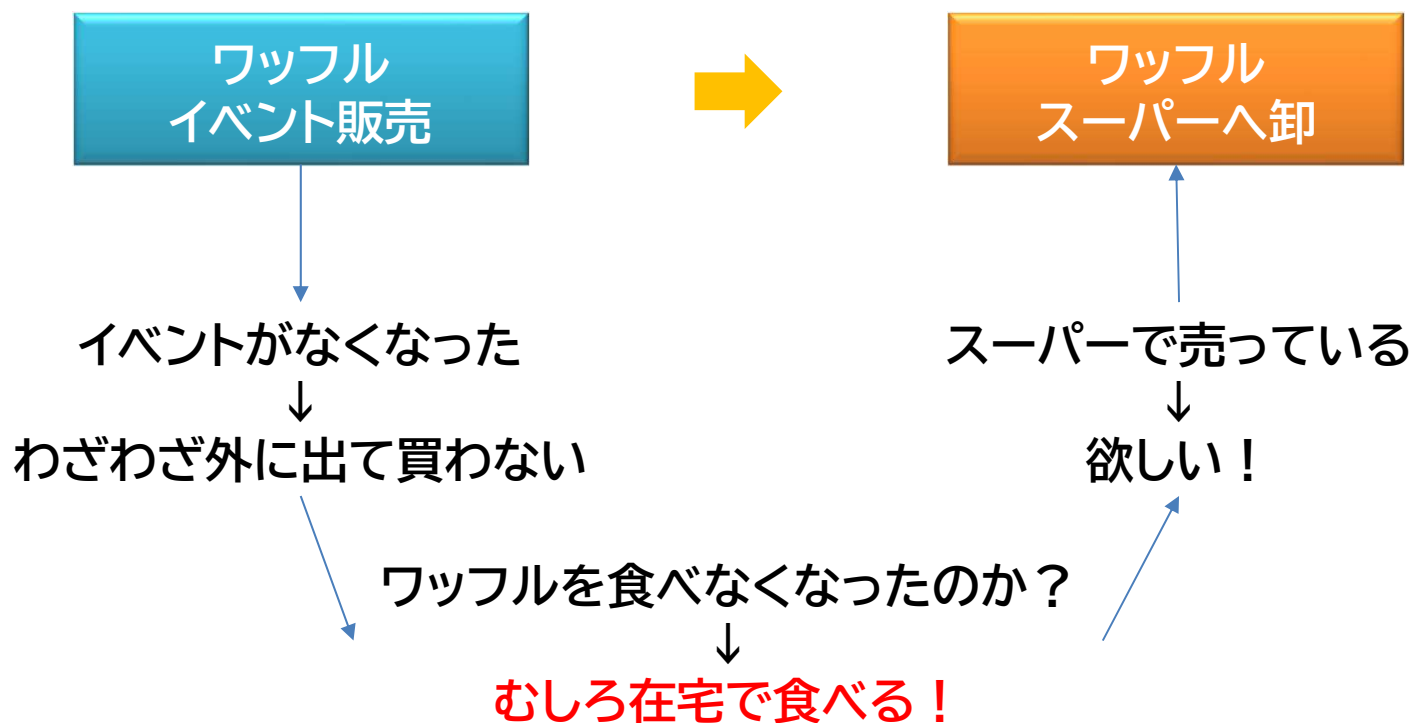 ワッフル
イベント販売
ワッフル
スーパーへ卸
イベントがなくなった
↓
わざわざ外に出て買わない
ワッフルを食べなくなったのか？
↓
むしろ在宅で食べる！
スーパーで売っている
↓
欲しい！